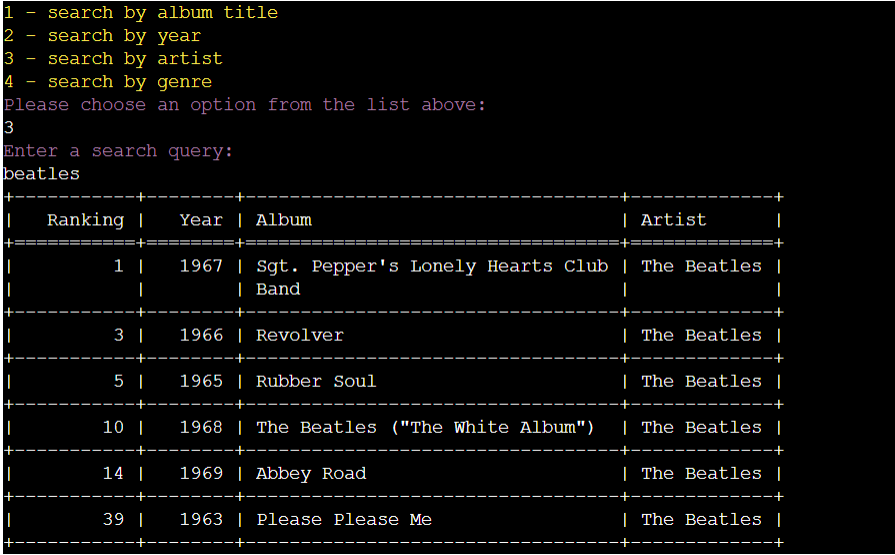 1 - search by album title
2 - search by year
3 - search by artist
4 - search by genre
Please choose an option from the list above:
3
Enter a search query:
beatles
+-----------+--------+----------------------------------+-------------+
|   Ranking |   Year | Album                            | Artist      |
+===========+========+==================================+=============+
|         1 |   1967 | Sgt. Pepper's Lonely Hearts Club | The Beatles |
|           |        | Band                             |             |
+-----------+--------+----------------------------------+-------------+
|         3 |   1966 | Revolver                         | The Beatles |
+-----------+--------+----------------------------------+-------------+
|         5 |   1965 | Rubber Soul                      | The Beatles |
+-----------+--------+----------------------------------+-------------+
|        10 |   1968 | The Beatles ("The White Album")  | The Beatles |
+-----------+--------+----------------------------------+-------------+
|        14 |   1969 | Abbey Road                       | The Beatles |
+-----------+--------+----------------------------------+-------------+
|        39 |   1963 | Please Please Me                 | The Beatles |
+-----------+--------+----------------------------------+-------------+